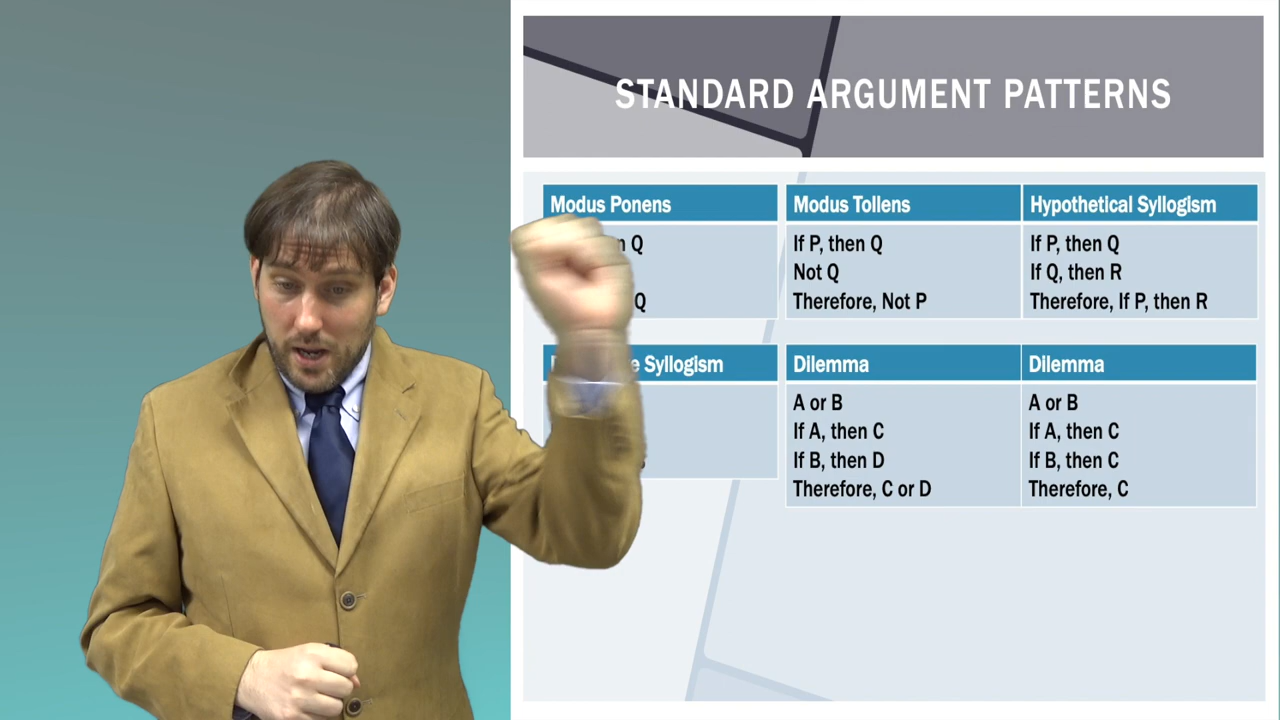 STANDARD ARGUMENT PATTERNS
Modus Ponens
Q
Q
Modus Tollens
If P, then Q
Not Q
Therefore, Not P
Hypothetical Syllogism
If P, then Q
If Q, then R
Therefore, If P, then R
Syllogism
Dilemma
A or B
If A, then C
If B, then D
Therefore, C or D
Dilemma
A or B
If A, then C
If B, then C
Therefore, C